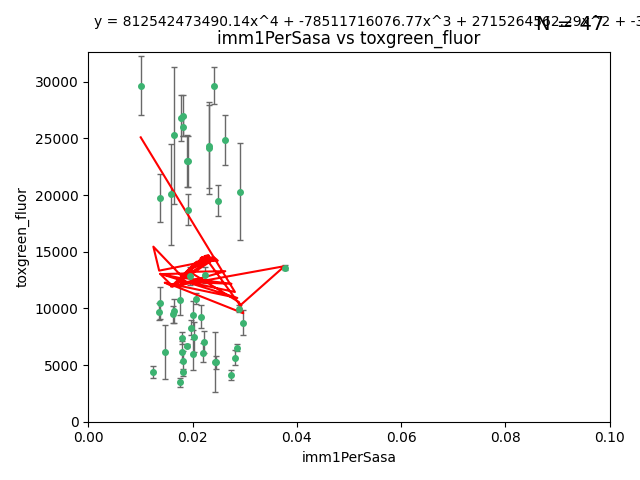 y = 812542473490.14x^4 + -78511716076.77x^3 + 2715264562.29x^2 + -3
N = 47
imm1PerSasa vs toxgreen_fluor
30000
25000
20000
15000
10000
5000
0
toxgreen_fluor
0.00 0.02 0.04 0.06 0.08 0.10
imm1PerSasa